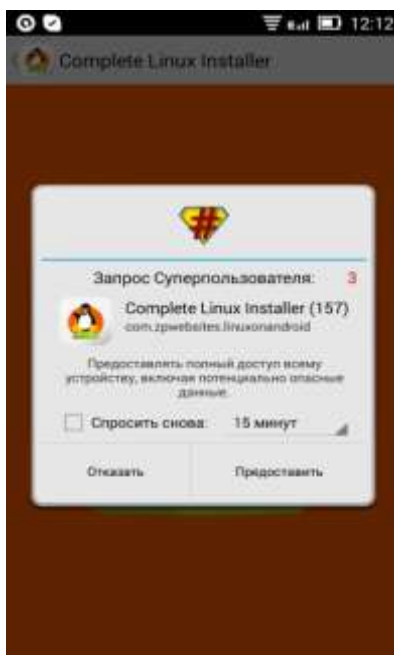 12:12
Complete Linux Installer
#
Запрос Суперпользователя: 3
Complete Linux Installer (157)
com.zpwebsites.linuxonandroid
Предоставлять полный доступ всему
устройству, включая потенциально опасные
данные.
Спросить снова: 15 минут
Отказать Предоставить